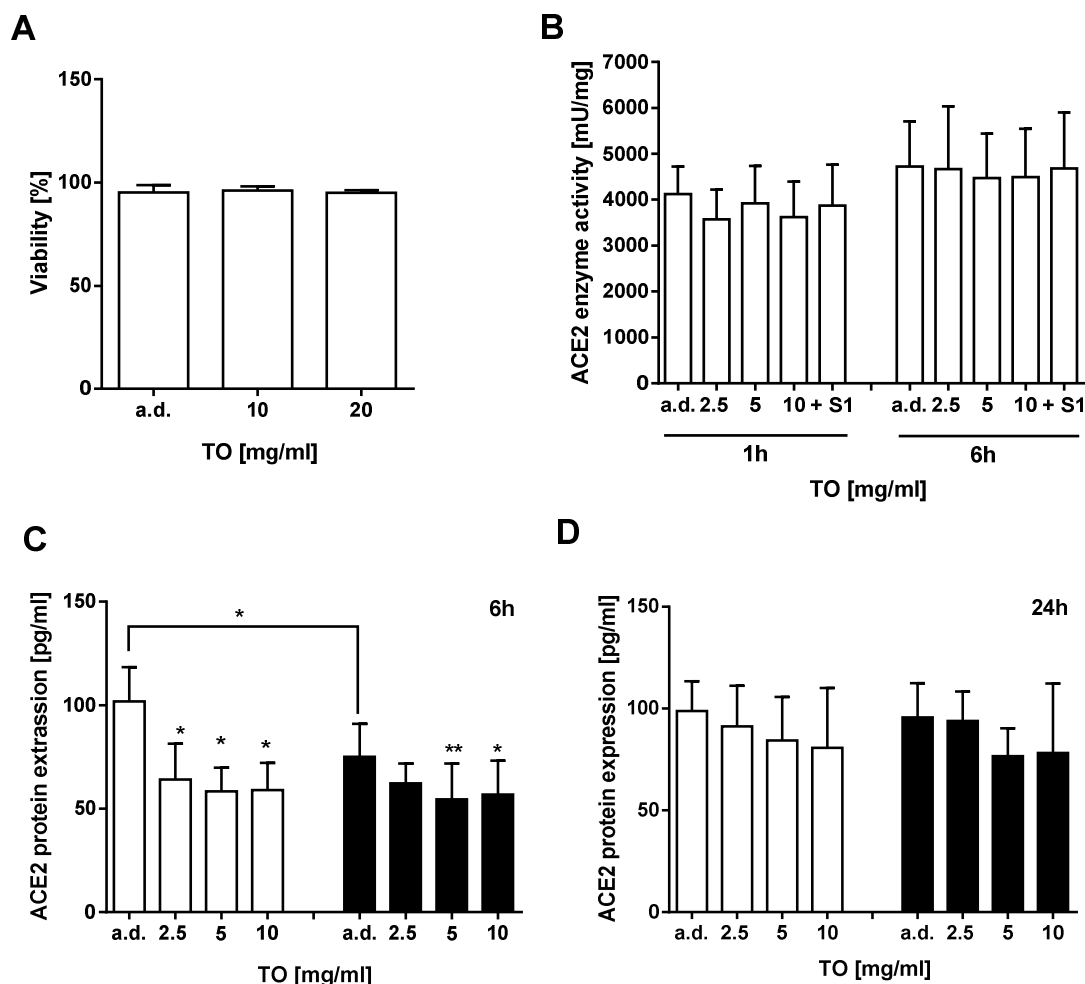 A
Viability [%]
150
100
50
0
a.d. 10 20
TO [mg/ml]
B
ACE2 enzyme activity [mU/mg]
7000
6000
5000
4000
3000
2000
1000
0
a.d. 2.5 5 10 + S1 a.d. 2.5 5 10 + S1
1h 6h
TO [mg/ml]
C
ACE2 protein extrassion [pg/ml]
150
100
50
0
6h
*
* * * ** *
a.d. 2.5 5 10 a.d. 2.5 5 10
TO [mg/ml]
D
ACE2 protein expression [pg/ml]
150
100
50
0
24h
a.d. 2.5 5 10 a.d. 2.5 5 10
TO [mg/ml]